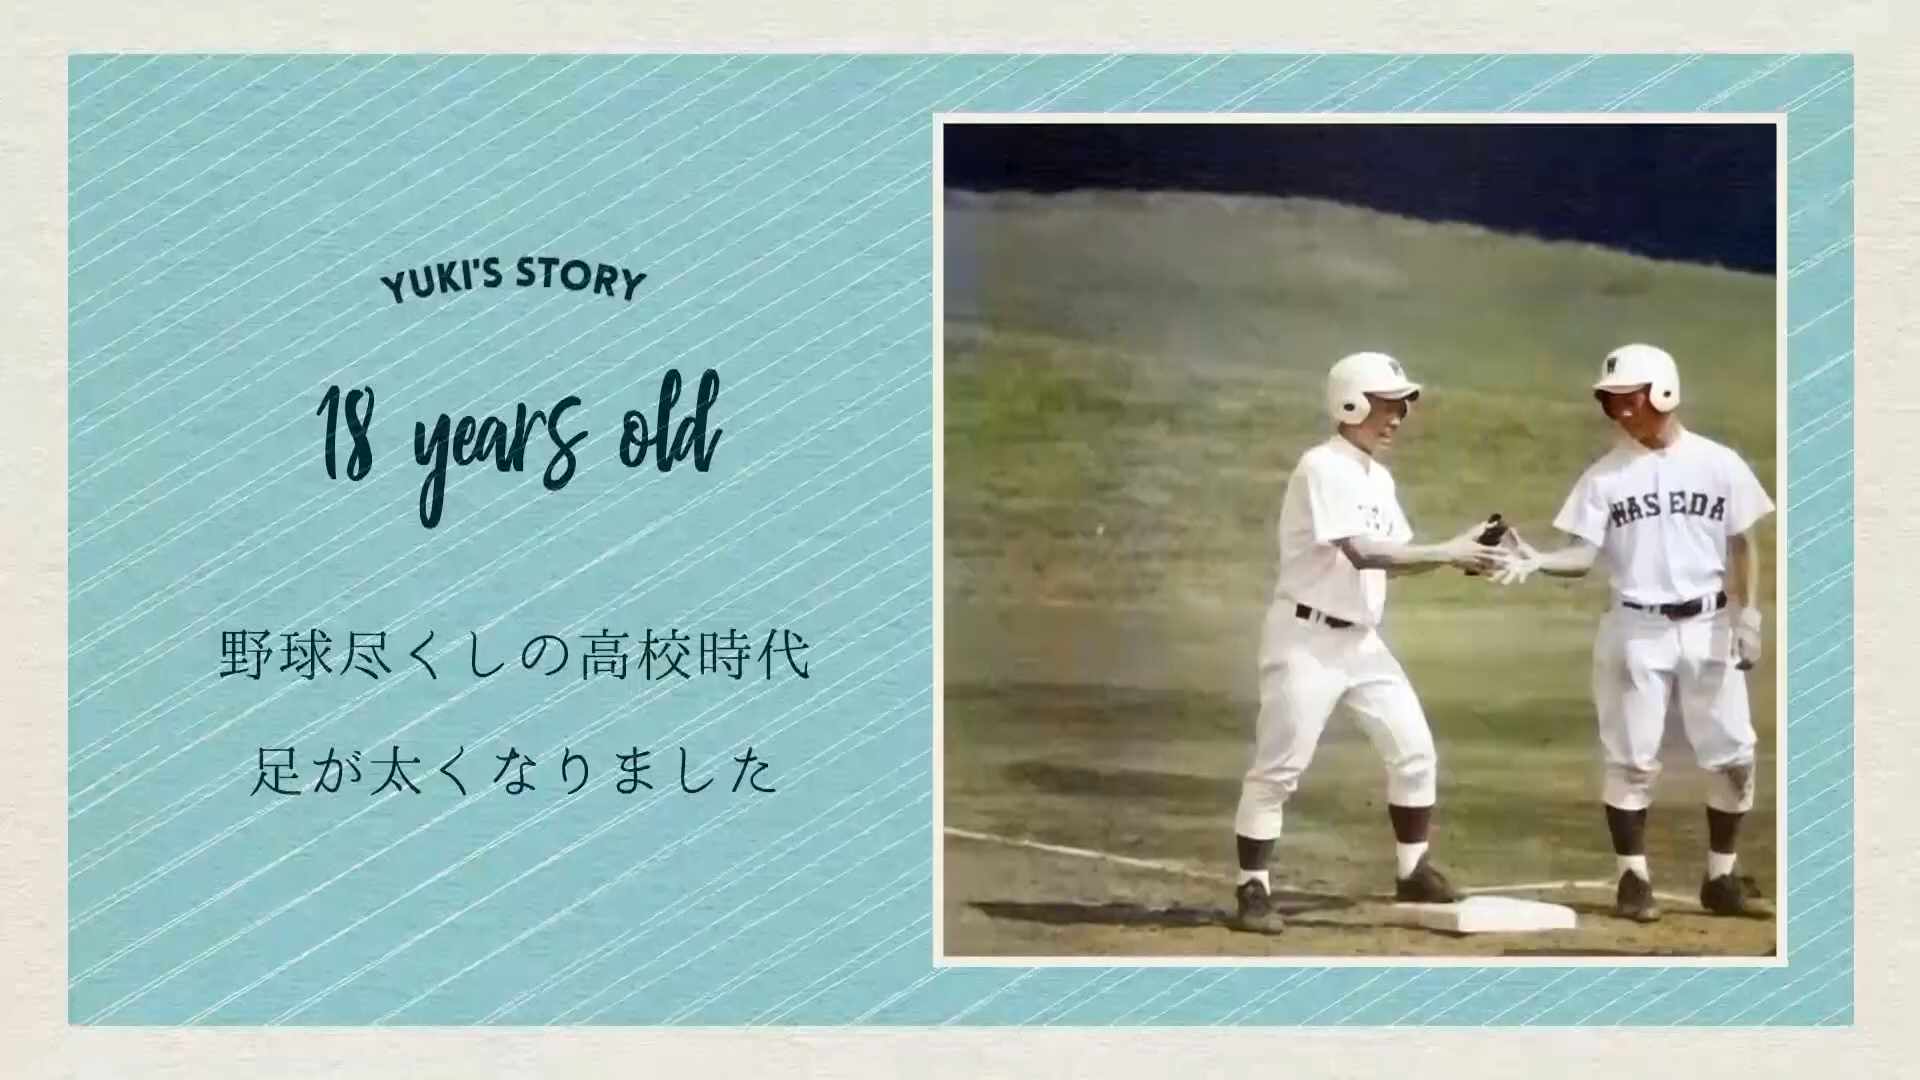 YUKI'S STORY
18 years old
野球尽くしの高校時代
足が太くなりました
W
WASEDA